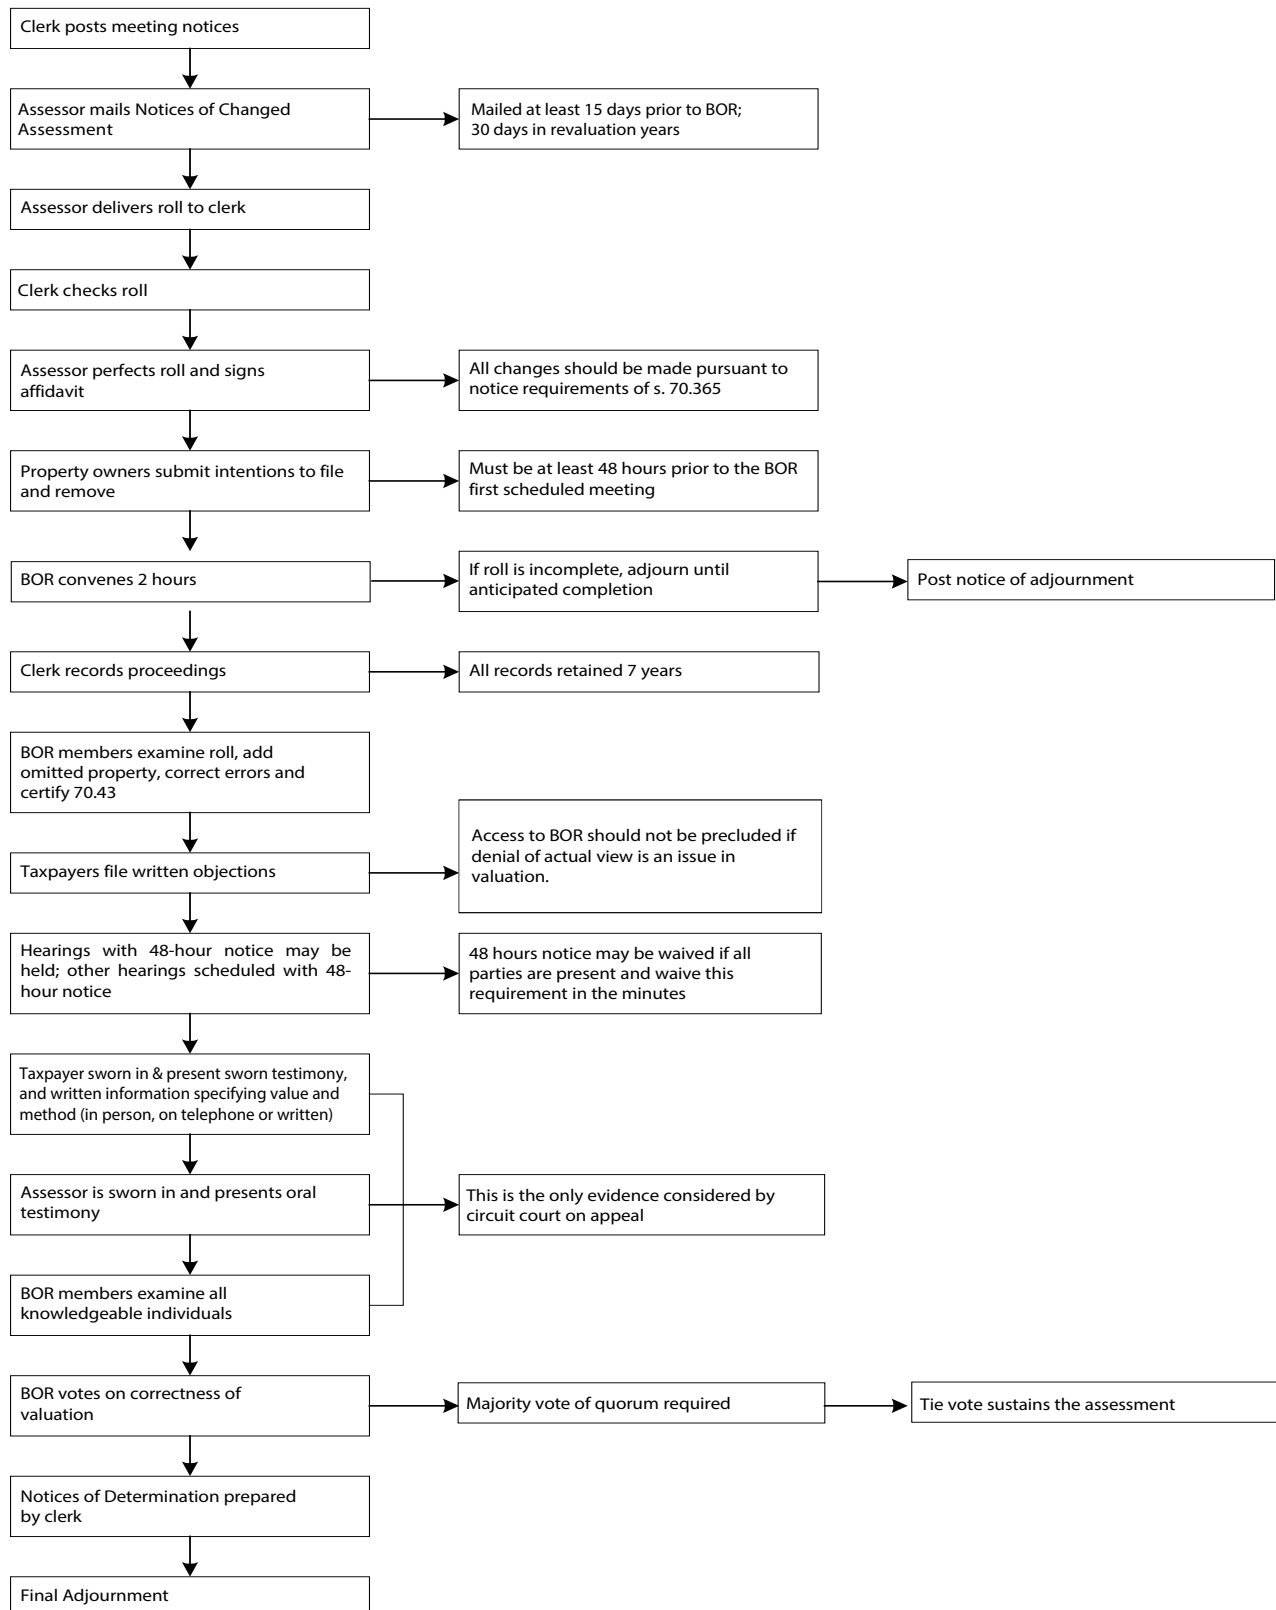 Clerk posts meeting notices
Assessor mails Notices of Changed
Assessment
Mailed at least 15 days prior to BOR;
30 days in revaluation years
Assessor delivers roll to clerk
Clerk checks roll
Assessor perfects roll and signs
affidavit
All changes should be made pursuant to
notice requirements of s. 70.365
Property owners submit intentions to file
and remove
Must be at least 48 hours prior to the BOR
first scheduled meeting
BOR convenes 2 hours
If roll is incomplete, adjourn until
anticipated completion
Post notice of adjournment
Clerk records proceedings
All records retained 7 years
BOR members examine roll, add
omitted property, correct errors and
certify 70.43
Taxpayers file written objections
Access to BOR should not be precluded if
denial of actual view is an issue in
valuation.
Hearings with 48-hour notice may be
held; other hearings scheduled with 48-
hour notice
48 hours notice may be waived if all
parties are present and waive this
requirement in the minutes
Taxpayer sworn in & present sworn testimony,
and written information specifying value and
method (in person, on telephone or written)
Assessor is sworn in and presents oral
testimony
This is the only evidence considered by
circuit court on appeal
BOR members examine all
knowledgeable individuals
BOR votes on correctness of
valuation
Majority vote of quorum required
Tie vote sustains the assessment
Notices of Determination prepared
by clerk
Final Adjournment